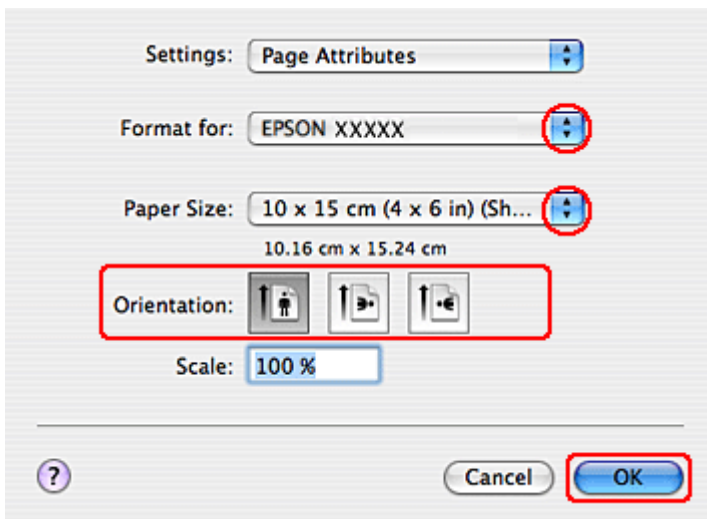 Settings: Page Attributes
Format for: EPSON XXXXX
Paper Size: 10 x 15 cm (4 x 6 in) (Sh...
10.16 cm x 15.24 cm
Orientation:
Scale: 100 %
? Cancel OK